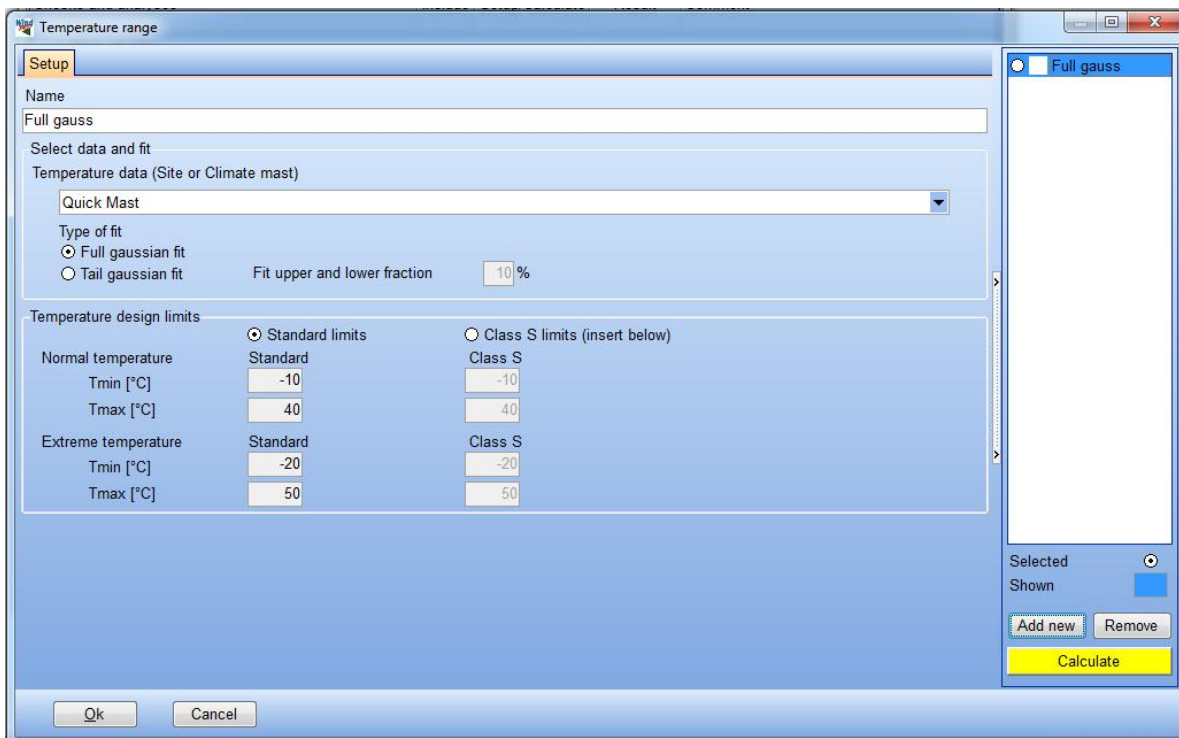 Temperature range
Setup
Name
Full gauss
Select data and fit
Temperature data (Site or Climate mast)
Quick Mast
Type of fit
Full gaussian fit
Tail gaussian fit Fit upper and lower fraction 10 %
Temperature design limits
Standard limits Class S limits (insert below)
Normal temperature Standard Class S
Tmin [°C] -10 -10
Tmax [°C] 40 40
Extreme temperature Standard Class S
Tmin [°C] -20 -20
Tmax [°C] 50 50
Ok Cancel
Full gauss
Selected
Shown
Add new Remove
Calculate